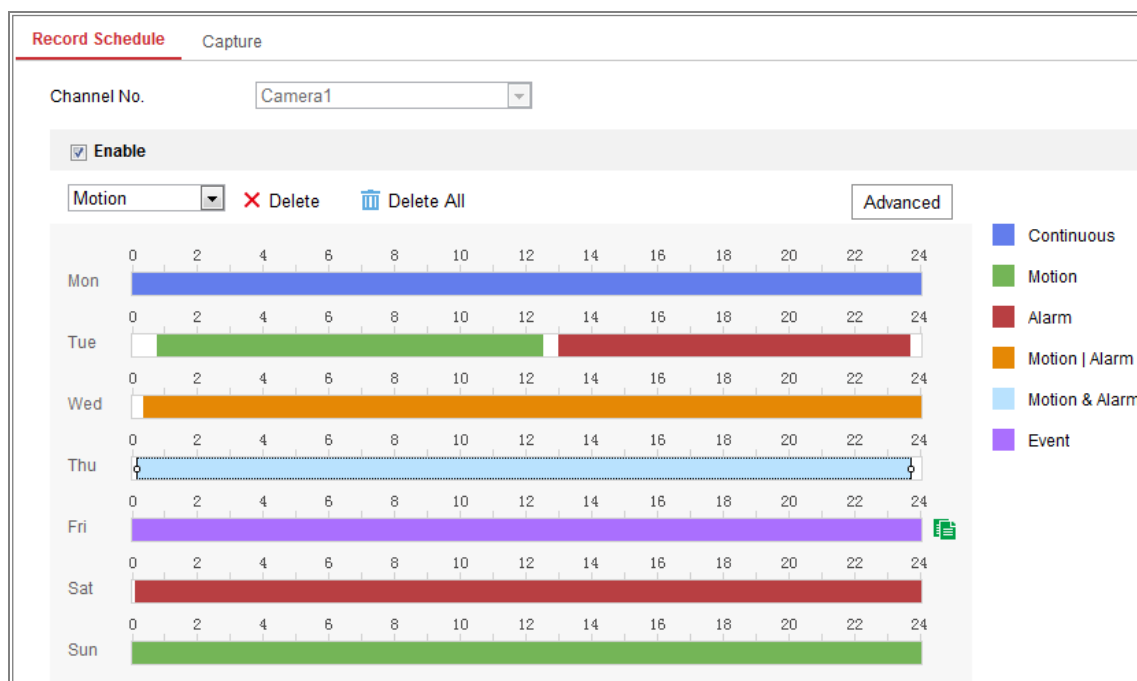 Record Schedule Capture
Channel No. Camera1
Enable
Motion Delete Delete All Advanced
Continuous
0 2 4 6 8 10 12 14 16 18 20 22 24
Mon
Motion
0 2 4 6 8 10 12 14 16 18 20 22 24
Alarm
Tue
Motion | Alarm
0 2 4 6 8 10 12 14 16 18 20 22 24
Wed
Motion & Alarm
0 2 4 6 8 10 12 14 16 18 20 22 24
Event
Thu
0 2 4 6 8 10 12 14 16 18 20 22 24
Fri
0 2 4 6 8 10 12 14 16 18 20 22 24
Sat
0 2 4 6 8 10 12 14 16 18 20 22 24
Sun